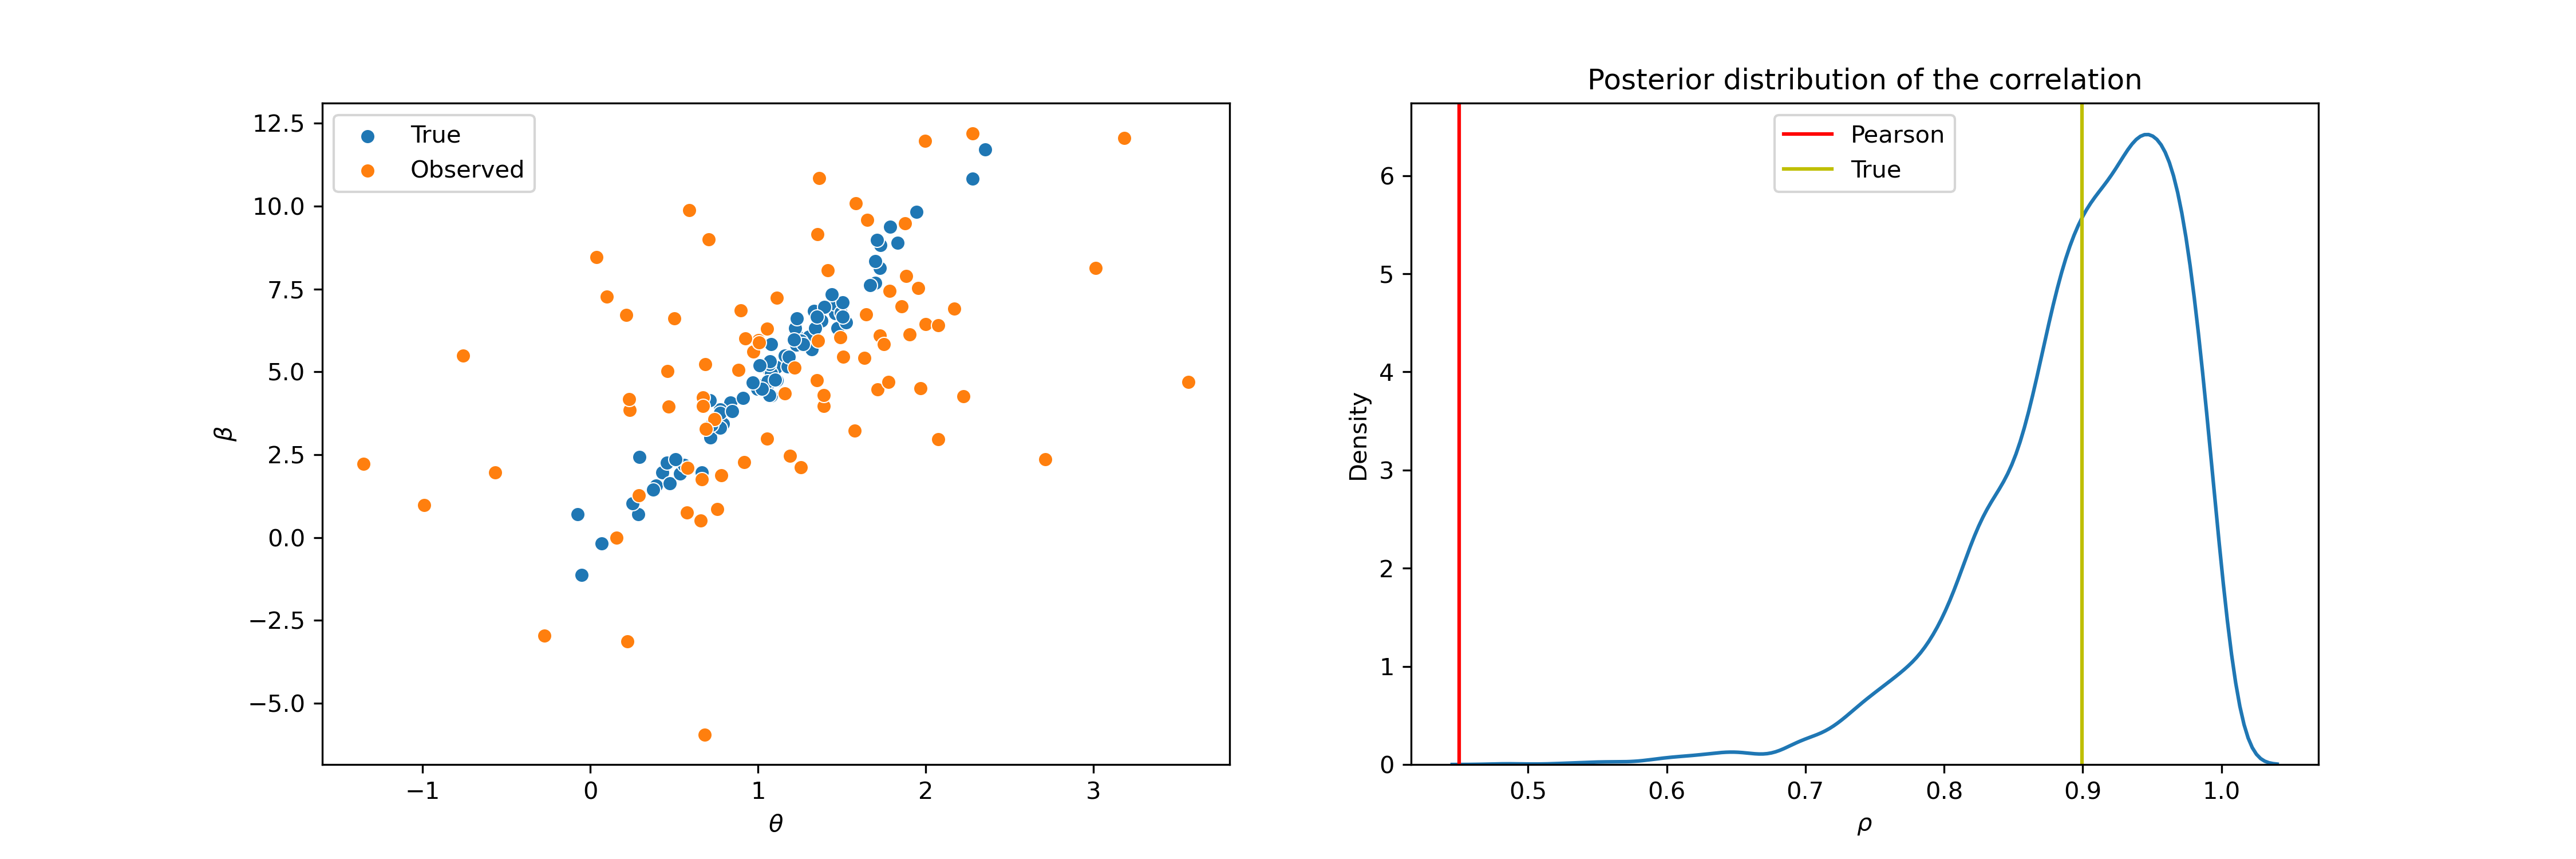 12.5
10.0
7.5
5.0
2.5
0.0
−2.5
−5.0
β
−1
0
1
2
3
θ
True
Observed
Posterior distribution of the correlation
Pearson
True
6
5
4
3
2
1
0
Density
0.5
0.6
0.7
0.8
0.9
1.0
ρ